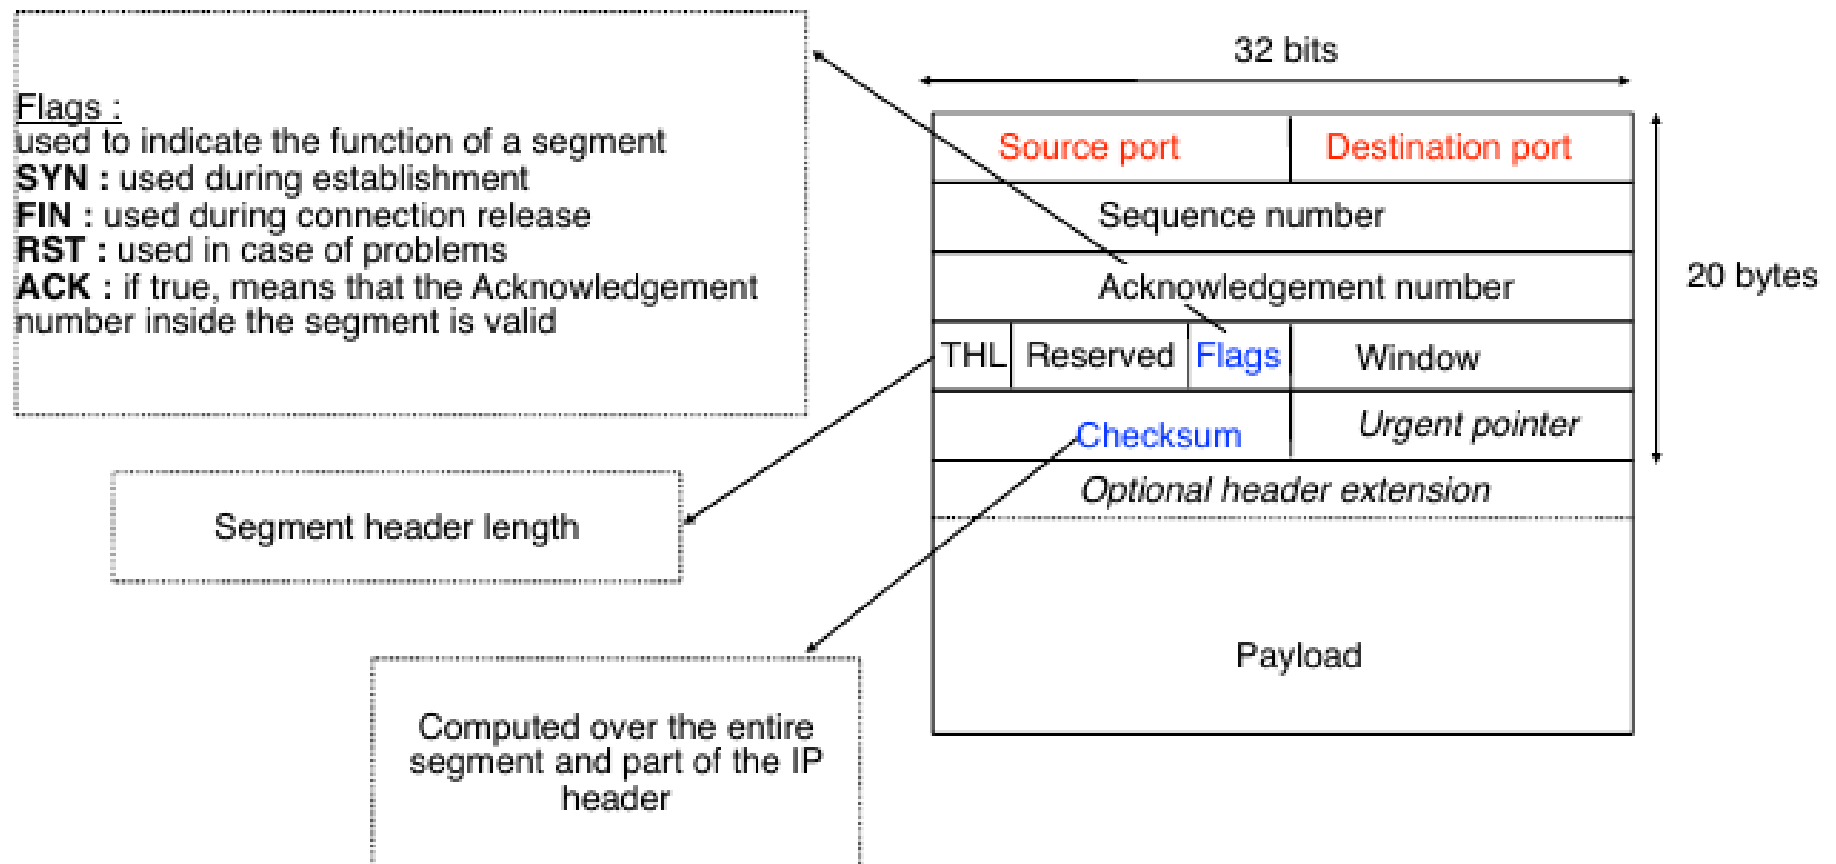 Flags :
used to indicate the function of a segment
SYN : used during establishment
FIN : used during connection release
RST : used in case of problems
ACK : if true, means that the Acknowledgement
number inside the segment is valid
Segment header length
Computed over the entire
segment and part of the IP
header
32 bits
Source port Destination port
Sequence number
Acknowledgement number
20 bytes
THL Reserved Flags Window
Checksum Urgent pointer
Optional header extension
Payload